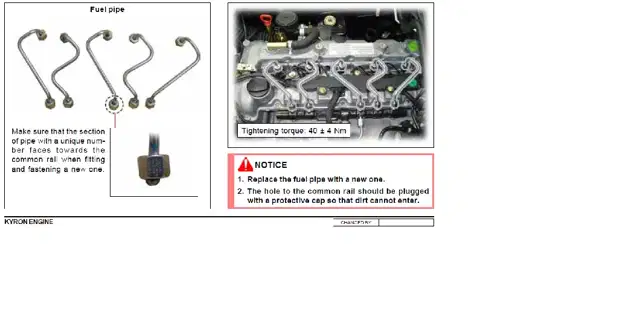 Fuel pipe
Make sure that the section
of pipe with a unique num-
ber faces towards the
common rail when fitting
and fastening a new one.
Tightening torque: 40 ± 4 Nm
NOTICE
1. Replace the fuel pipe with a new one.
2. The hole to the common rail should be plugged
with a protective cap so that dirt cannot enter.
KYRON ENGINE
CHANGED BY